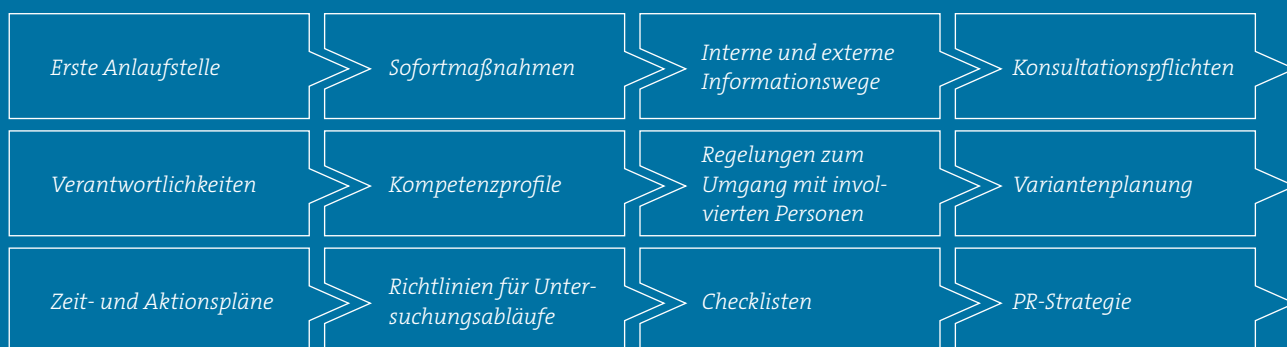 Erste Anlaufstelle
Sofortmaßnahmen
Interne und externe
Informationswege
Konsultationspflichten
Verantwortlichkeiten
Kompetenzprofile
Regelungen zum
Umgang mit invol-
vierten Personen
Variantenplanung
Zeit- und Aktionspläne
Richtlinien für Unter-
suchungsabläufe
Checklisten
PR-Strategie